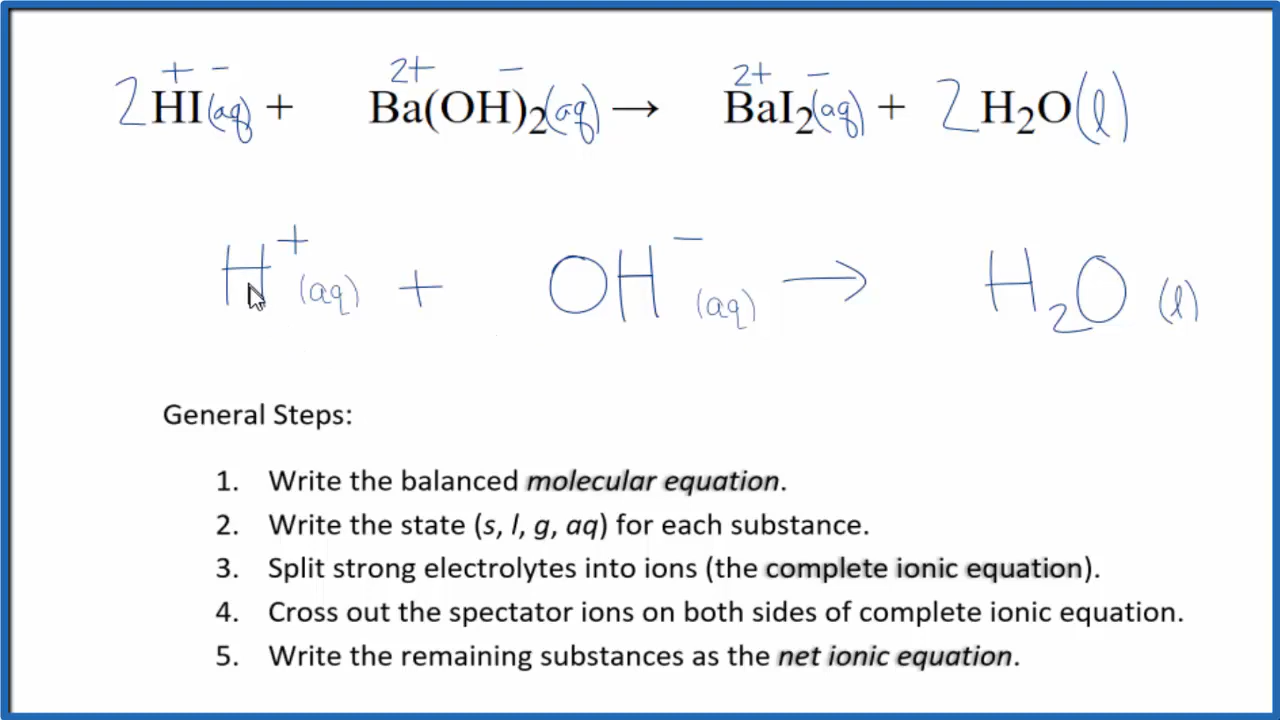 2HI⁺ ⁻(aq) + Ba²⁺(OH)⁻₂(aq) → Ba²⁺I₂⁻(aq) + 2H₂O(l)
H⁺(aq) + OH⁻(aq) → H₂O(l)
General Steps:
1. Write the balanced molecular equation.
2. Write the state (s, l, g, aq) for each substance.
3. Split strong electrolytes into ions (the complete ionic equation).
4. Cross out the spectator ions on both sides of complete ionic equation.
5. Write the remaining substances as the net ionic equation.